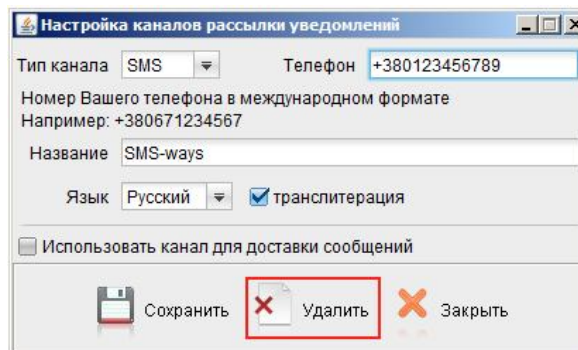 Настройка каналов рассылки уведомлений
Тип канала SMS Телефон +380123456789
Номер Вашего телефона в международном формате
Например: +380671234567
Название SMS-ways
Язык Русский транслитерация
Использовать канал для доставки сообщений
Сохранить Удалить Закрыть